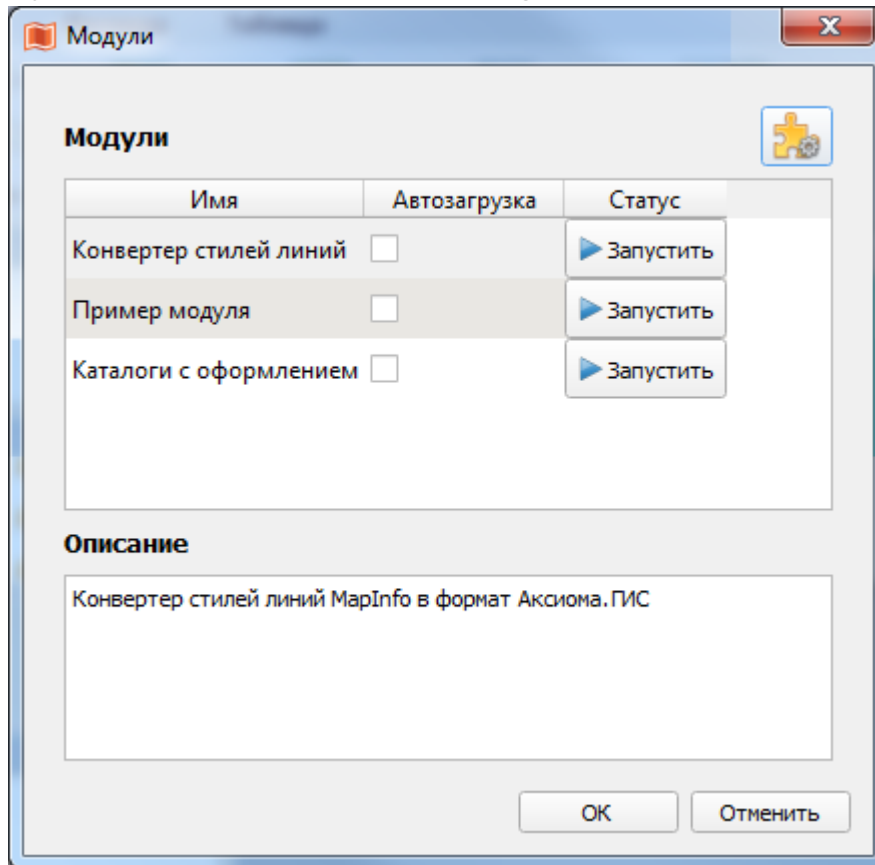 Модули
Модули
Имя Автозагрузка Статус
Конвертер стилей линий Запустить
Пример модуля Запустить
Каталоги с оформлением Запустить
Описание
Конвертер стилей линий MapInfo в формат Аксиома.ГИС
OK Отменить